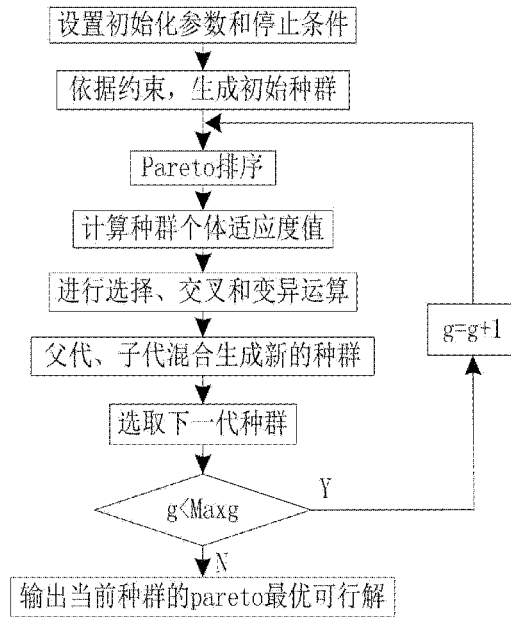 设置初始化参数和停止条件
依据约束，生成初始种群
Pareto排序
计算种群个体适应度值
进行选择、交叉和变异运算
父代、子代混合生成新的种群
选取下一代种群
g<Maxg
Y
g=g+1
N
输出当前种群的pareto最优可行解